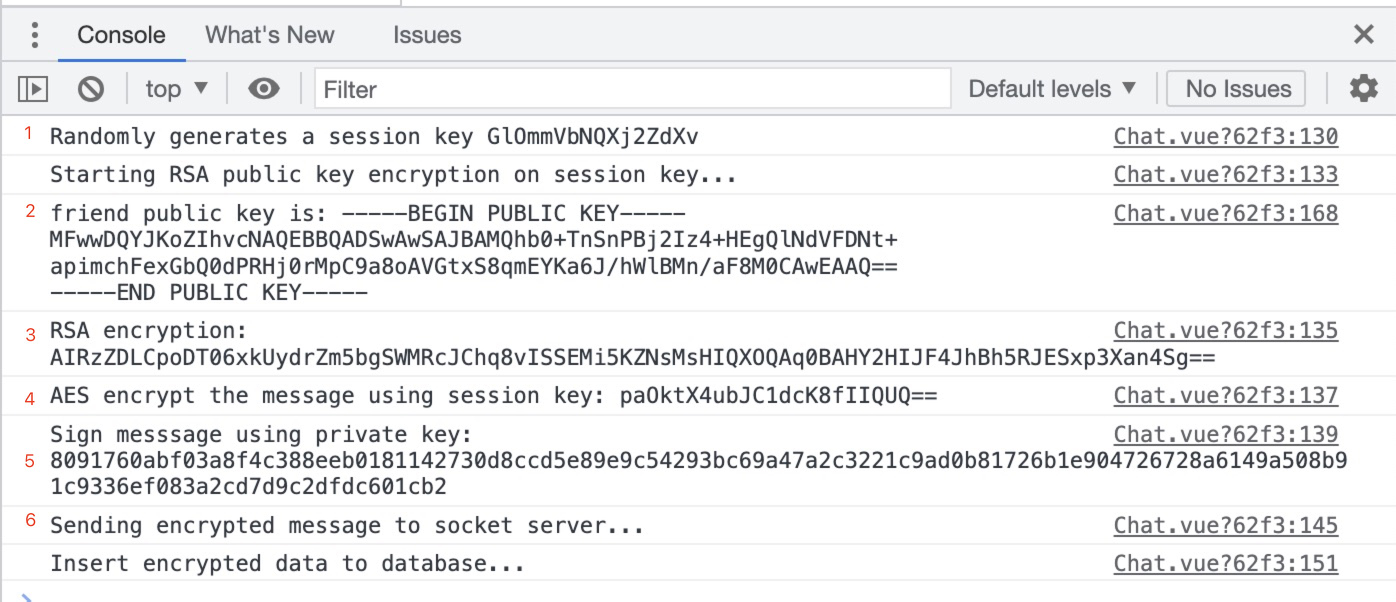 Console What's New Issues
top Filter Default levels No Issues
1 Randomly generates a session key GlOmmVbNQXj2ZdXv Chat.vue?62f3:130
Starting RSA public key encryption on session key... Chat.vue?62f3:133
2 friend public key is: -----BEGIN PUBLIC KEY----- Chat.vue?62f3:168
MFwwDQYJKoZIhvcNAQEBBQADSwAwSAJBAMQhb0+TnSnPBj2Iz4+HEgQlNdVFDNt+
apimchFexGbQ0dPRHj0rMpC9a8oAVGtxS8qmEYKa6J/hWlBMn/aF8M0CAwEAAQ==
-----END PUBLIC KEY-----
3 RSA encryption: Chat.vue?62f3:135
AIRzZDLCpoDT06xkUydrZm5bgSWMRcJChq8vISSEMi5KZNsMsHIQXOQAq0BAHY2HIJF4JhBh5RJESxp3Xan4Sg==
4 AES encrypt the message using session key: paOktX4ubJC1dcK8fIIQUQ== Chat.vue?62f3:137
Sign messsage using private key: Chat.vue?62f3:139
5 8091760abf03a8f4c388eeb0181142730d8ccd5e89e9c54293bc69a47a2c3221c9ad0b81726b1e904726728a6149a508b9
1c9336ef083a2cd7d9c2dfdc601cb2
6 Sending encrypted message to socket server... Chat.vue?62f3:145
Insert encrypted data to database... Chat.vue?62f3:151